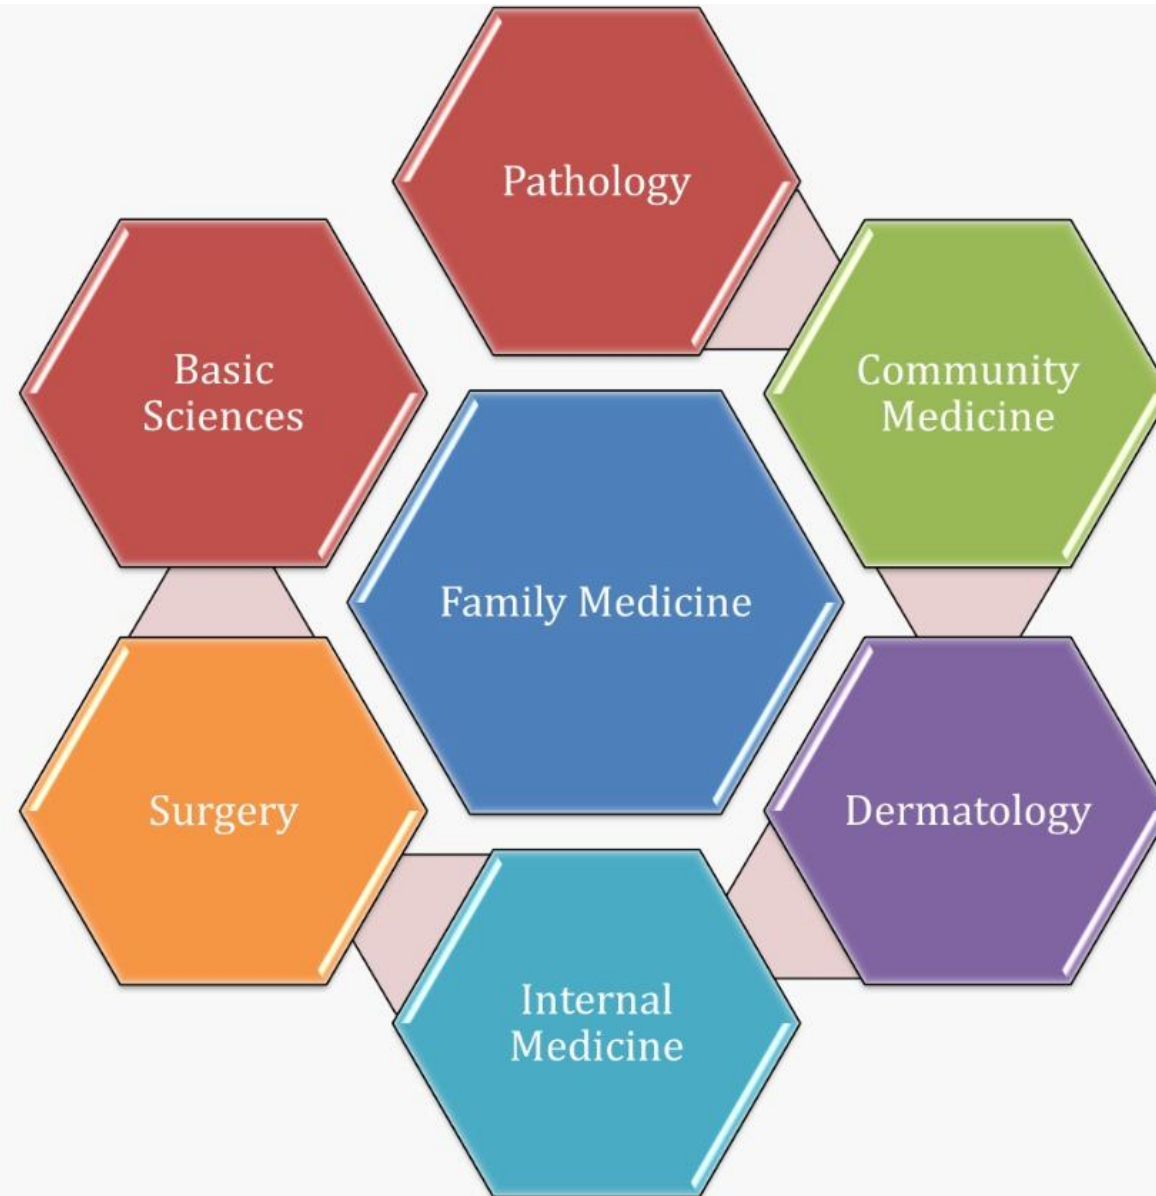 Pathology
Basic
Sciences
Community
Medicine
Family Medicine
Surgery
Dermatology
Internal
Medicine